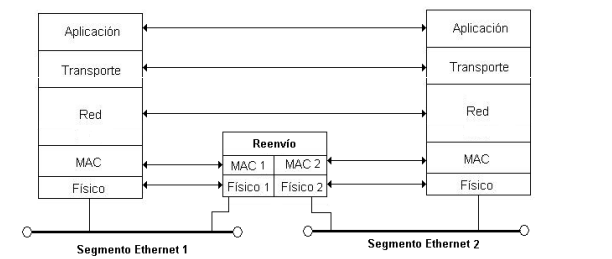 Aplicación
Aplicación
Transporte
Transporte
Red
Red
Reenvío
MAC
MAC 1
MAC 2
MAC
Físico
Físico 1
Físico 2
Físico
Segmento Ethernet 1
Segmento Ethernet 2